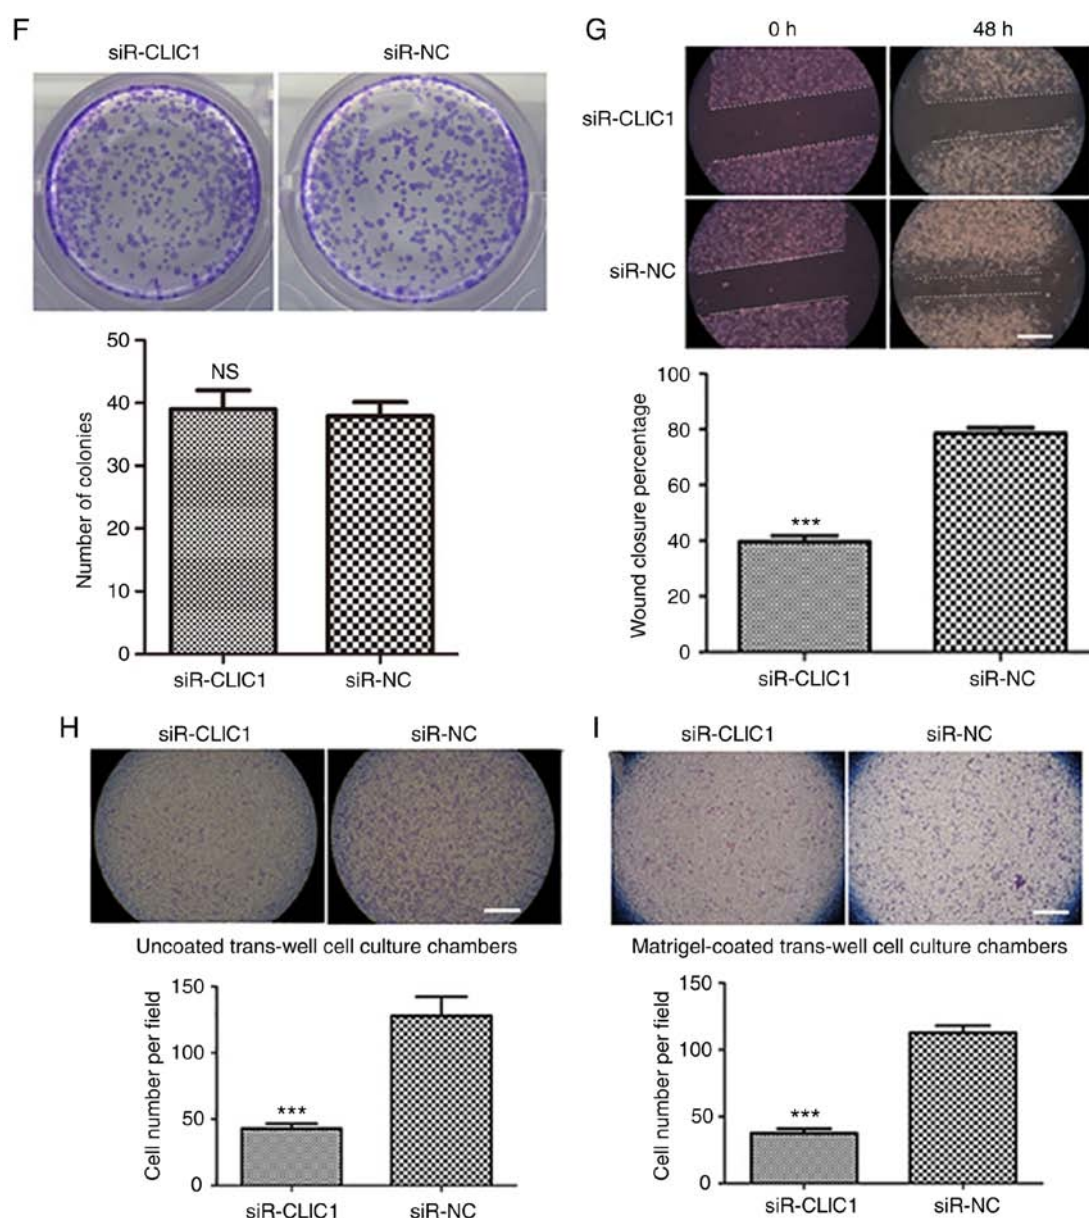 F
siR-CLIC1 siR-NC
50
40
30
20
10
0
Number of colonies
NS
siR-CLIC1 siR-NC
G
0 h 48 h
siR-CLIC1
siR-NC
100
80
60
40
20
0
Wound closure percentage
***
siR-CLIC1 siR-NC
H
siR-CLIC1 siR-NC
Uncoated trans-well cell culture chambers
150
100
50
0
Cell number per field
***
siR-CLIC1 siR-NC
I
siR-CLIC1 siR-NC
Matrigel-coated trans-well cell culture chambers
150
100
50
0
Cell number per field
***
siR-CLIC1 siR-NC